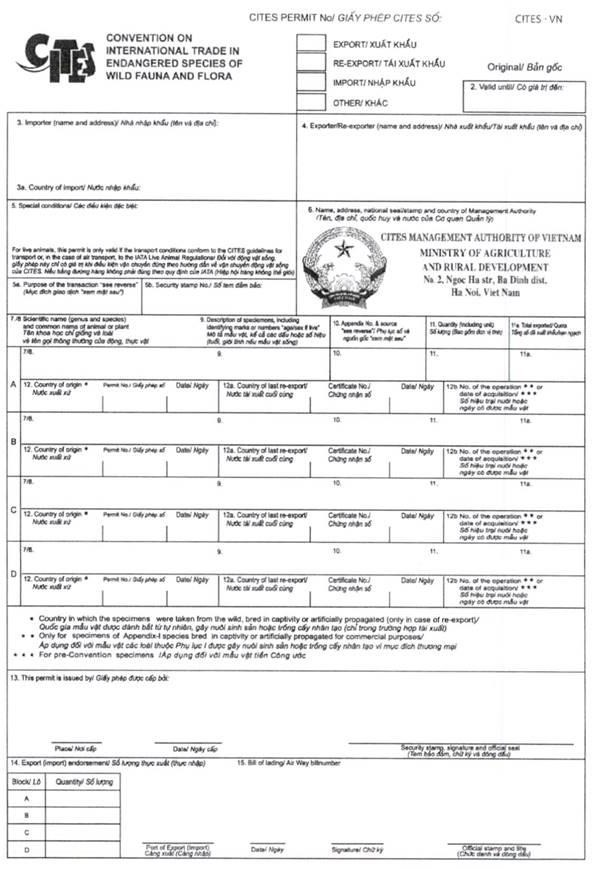 CITES PERMIT No/ GIẤY PHÉP CITES SỐ: CITES - VN
CITES
CONVENTION ON
INTERNATIONAL TRADE IN
ENDANGERED SPECIES OF
WILD FAUNA AND FLORA
EXPORT/ XUẤT KHẨU
RE-EXPORT/ TÁI XUẤT KHẨU
IMPORT/ NHẬP KHẨU
OTHER/ KHÁC
Original/ Bản gốc
2. Valid until/ Có giá trị đến:
3. Importer (name and address)/ Nhà nhập khẩu (tên và địa chỉ):
3a. Country of import/ Nước nhập khẩu:
4. Exporter/Re-exporter (name and address)/ Nhà xuất khẩu/Tái xuất khẩu (tên và địa chỉ)
5. Special conditions/ Các điều kiện đặc biệt:
For live animals, this permit is only valid if the transport conditions conform to the CITES guidelines for
transport or, in the case of air transport, to the IATA Live Animal Regulations/ Đối với động vật sống,
giấy phép này chỉ có giá trị khi điều kiện vận chuyển đúng theo hướng dẫn về vận chuyển động vật sống
của CITES. Nếu bằng đường hàng không phải đúng theo quy định của IATA (Hiệp hội hàng không thế giới)
5a. Purpose of the transaction "see reverse"
(Mục đích giao dịch "xem mặt sau")
5b. Security stamp No./ Số tem đảm bảo:
6. Name, address, national seal/stamp and country of Management Authority
/Tên, địa chỉ, quốc huy và nước của Cơ quan Quản lý:
CITES MANAGEMENT AUTHORITY OF VIETNAM
MINISTRY OF AGRICULTURE
AND RURAL DEVELOPMENT
No. 2, Ngoc Ha str, Ba Dinh dist.
Ha Noi, Viet Nam
7./8 Scientific name (genus and species)
and common name of animal or plant
Tên khoa học chi giống và loài
và tên gọi thông thường của động, thực vật
9. Description of specimens, including
identifying marks or numbers "age/sex if live"
Mô tả mẫu vật, kể cả các dấu hoặc số hiệu
(tuổi, giới tính nếu mẫu vật sống)
10. Appendix No. & source
"see reverse"/ Phụ lục số và
nguồn gốc "xem mặt sau"
11. Quantity (including unit)
Số lượng (Bao gồm đơn vị tính)
11a Total exported/ Quota
Tổng số đã xuất khẩu/hạn ngạch
A
7/8. 9. 10. 11. 11a.
12. Country of origin * Permit No./ Giấy phép số Date/ Ngày 12a. Country of last re-export/ Certificate No./ Date/ Ngày 12b No. of the operation * * or
Nước xuất xứ Nước tái xuất cuối cùng Chứng nhận số date of acquisition/ * * *
Số hiệu trại nuôi hoặc
ngày có được mẫu vật
B
7/8. 9. 10. 11. 11a.
12. Country of origin * Permit No./ Giấy phép số Date/ Ngày 12a. Country of last re-export/ Certificate No./ Date/ Ngày 12b No. of the operation * * or
Nước xuất xứ Nước tái xuất cuối cùng Chứng nhận số date of acquisition/ * * *
Số hiệu trại nuôi hoặc
ngày có được mẫu vật
C
7/8. 9. 10. 11. 11a.
12. Country of origin * Permit No./ Giấy phép số Date/ Ngày 12a. Country of last re-export/ Certificate No./ Date/ Ngày 12b No. of the operation * * or
Nước xuất xứ Nước tái xuất cuối cùng Chứng nhận số date of acquisition/ * * *
Số hiệu trại nuôi hoặc
ngày có được mẫu vật
D
7/8. 9. 10. 11. 11a.
12. Country of origin * Permit No./ Giấy phép số Date/ Ngày 12a. Country of last re-export/ Certificate No./ Date/ Ngày 12b No. of the operation * * or
Nước xuất xứ Nước tái xuất cuối cùng Chứng nhận số date of acquisition/ * * *
Số hiệu trại nuôi hoặc
ngày có được mẫu vật
* Country in which the specimens were taken from the wild, bred in captivity or artificially propagated (only in case of re-export)/
Quốc gia mẫu vật được đánh bắt từ tự nhiên, gây nuôi sinh sản hoặc trồng cấy nhân tạo (chỉ trong trường hợp tái xuất)
* * Only for specimens of Appendix-I species bred in captivity or artificially propagated for commercial purposes/
Áp dụng đối với mẫu vật các loài thuộc Phụ lục I được gây nuôi sinh sản hoặc trồng cấy nhân tạo vì mục đích thương mại
* * * For pre-Convention specimens /Áp dụng đối với mẫu vật tiền Công ước
13. This permit is issued by/ Giấy phép được cấp bởi:
Place/ Nơi cấp
Date/ Ngày cấp
Security stamp, signature and official seal
(Tem bảo đảm, chữ ký và đóng dấu)
14. Export (import) endorsement/ Số lượng thực xuất (thực nhập)
15. Bill of lading/ Air Way billnumber
Block/ Lô Quantity/ Số lượng
A
B
C
D
Port of Export (Import)
Cảng xuất (Cảng nhập)
Date/ Ngày
Signature/ Chữ ký
Official stamp and title
(Chức danh và đóng dấu)